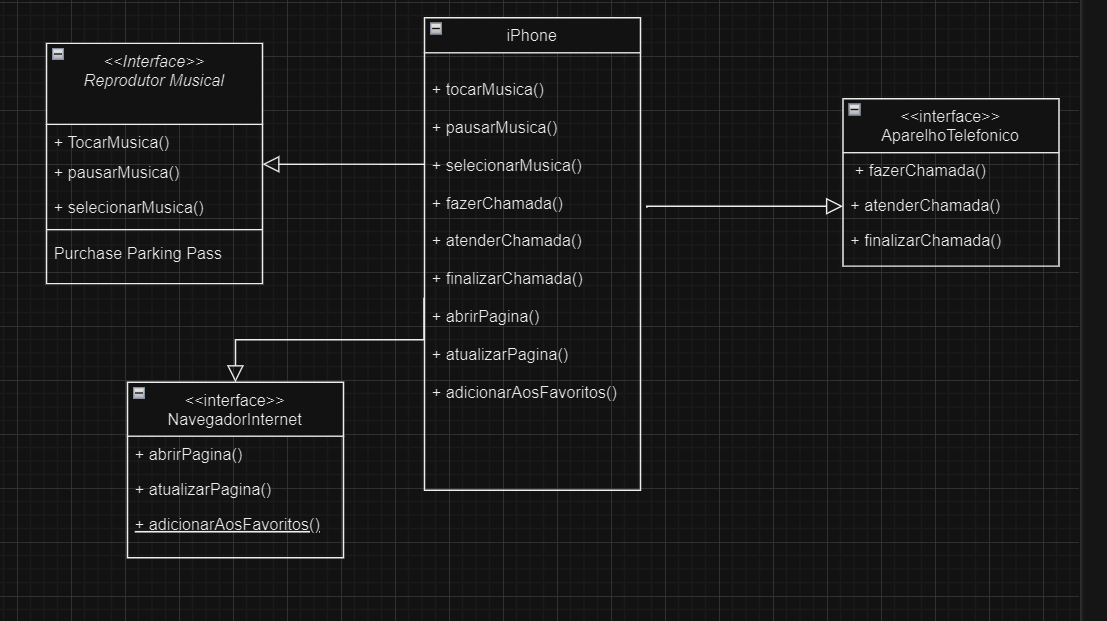 <<Interface>>
Reprodutor Musical
+ TocarMusica()
+ pausarMusica()
+ selecionarMusica()
Purchase Parking Pass
iPhone
+ tocarMusica()
+ pausarMusica()
+ selecionarMusica()
+ fazerChamada()
+ atenderChamada()
+ finalizarChamada()
+ abrirPagina()
+ atualizarPagina()
+ adicionarAosFavoritos()
<<interface>>
AparelhoTelefonico
+ fazerChamada()
+ atenderChamada()
+ finalizarChamada()
<<interface>>
NavegadorInternet
+ abrirPagina()
+ atualizarPagina()
+ adicionarAosFavoritos()